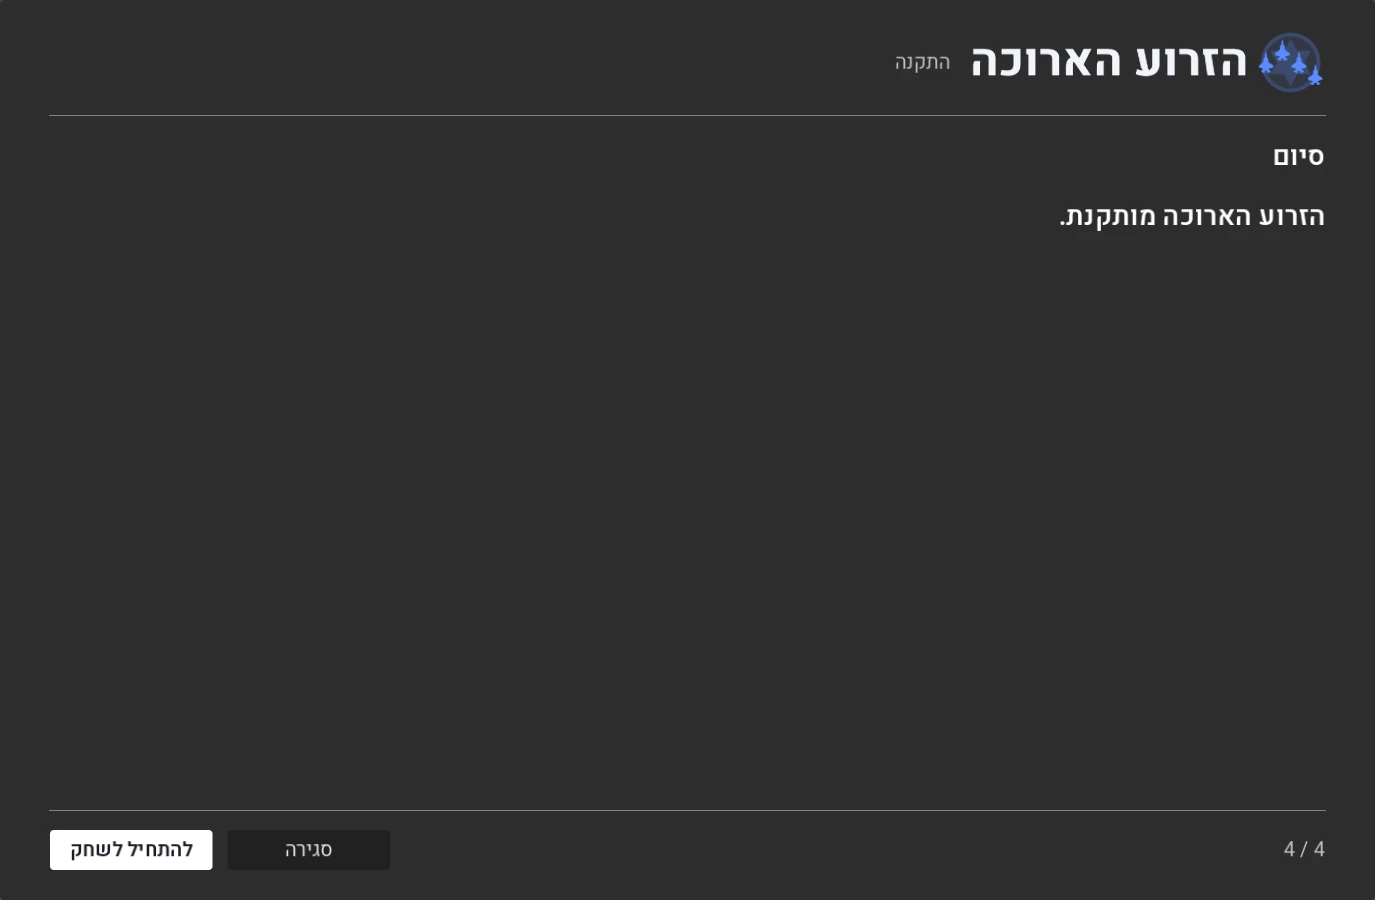 הזרוע הארוכה התקנה
סיום
הזרוע הארוכה מותקנת.
4 / 4
סגירה
להתחיל לשחק